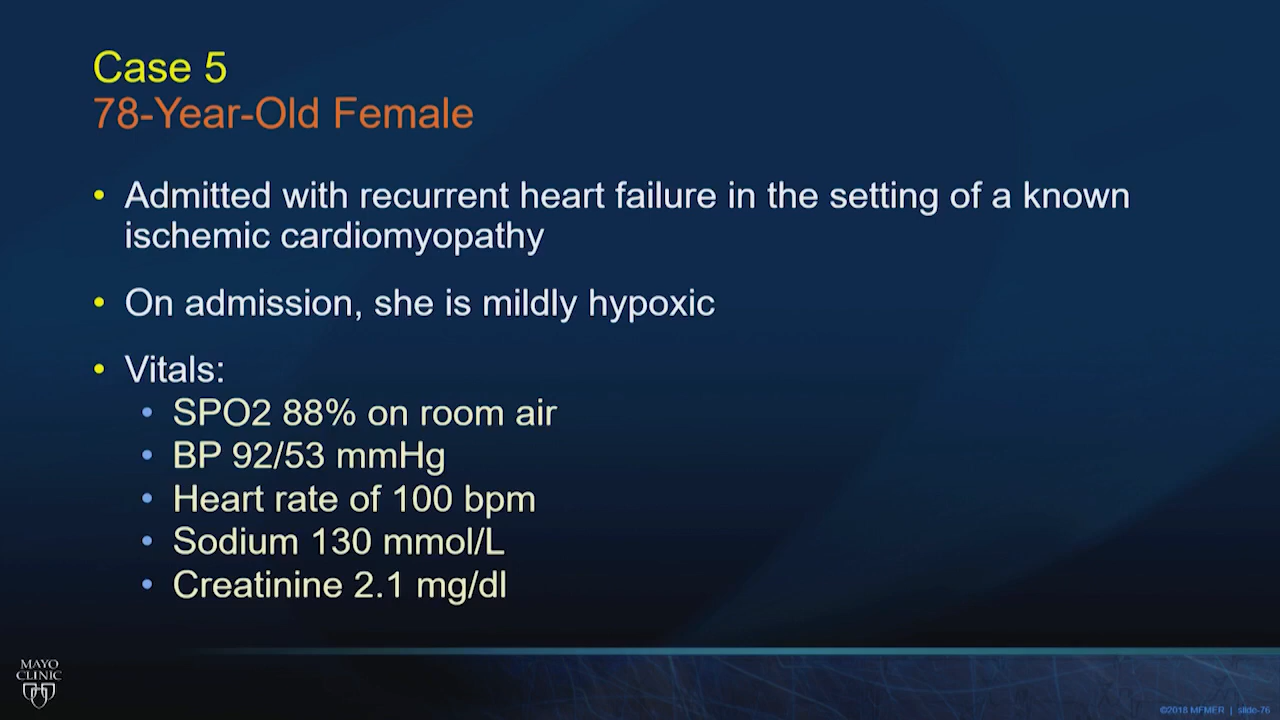 Case 5
78-Year-Old Female
• Admitted with recurrent heart failure in the setting of a known
ischemic cardiomyopathy
• On admission, she is mildly hypoxic
• Vitals:
• SPO2 88% on room air
• BP 92/53 mmHg
• Heart rate of 100 bpm
• Sodium 130 mmol/L
• Creatinine 2.1 mg/dl
MAYO
CLINIC
©2018 MFMER | slide-76